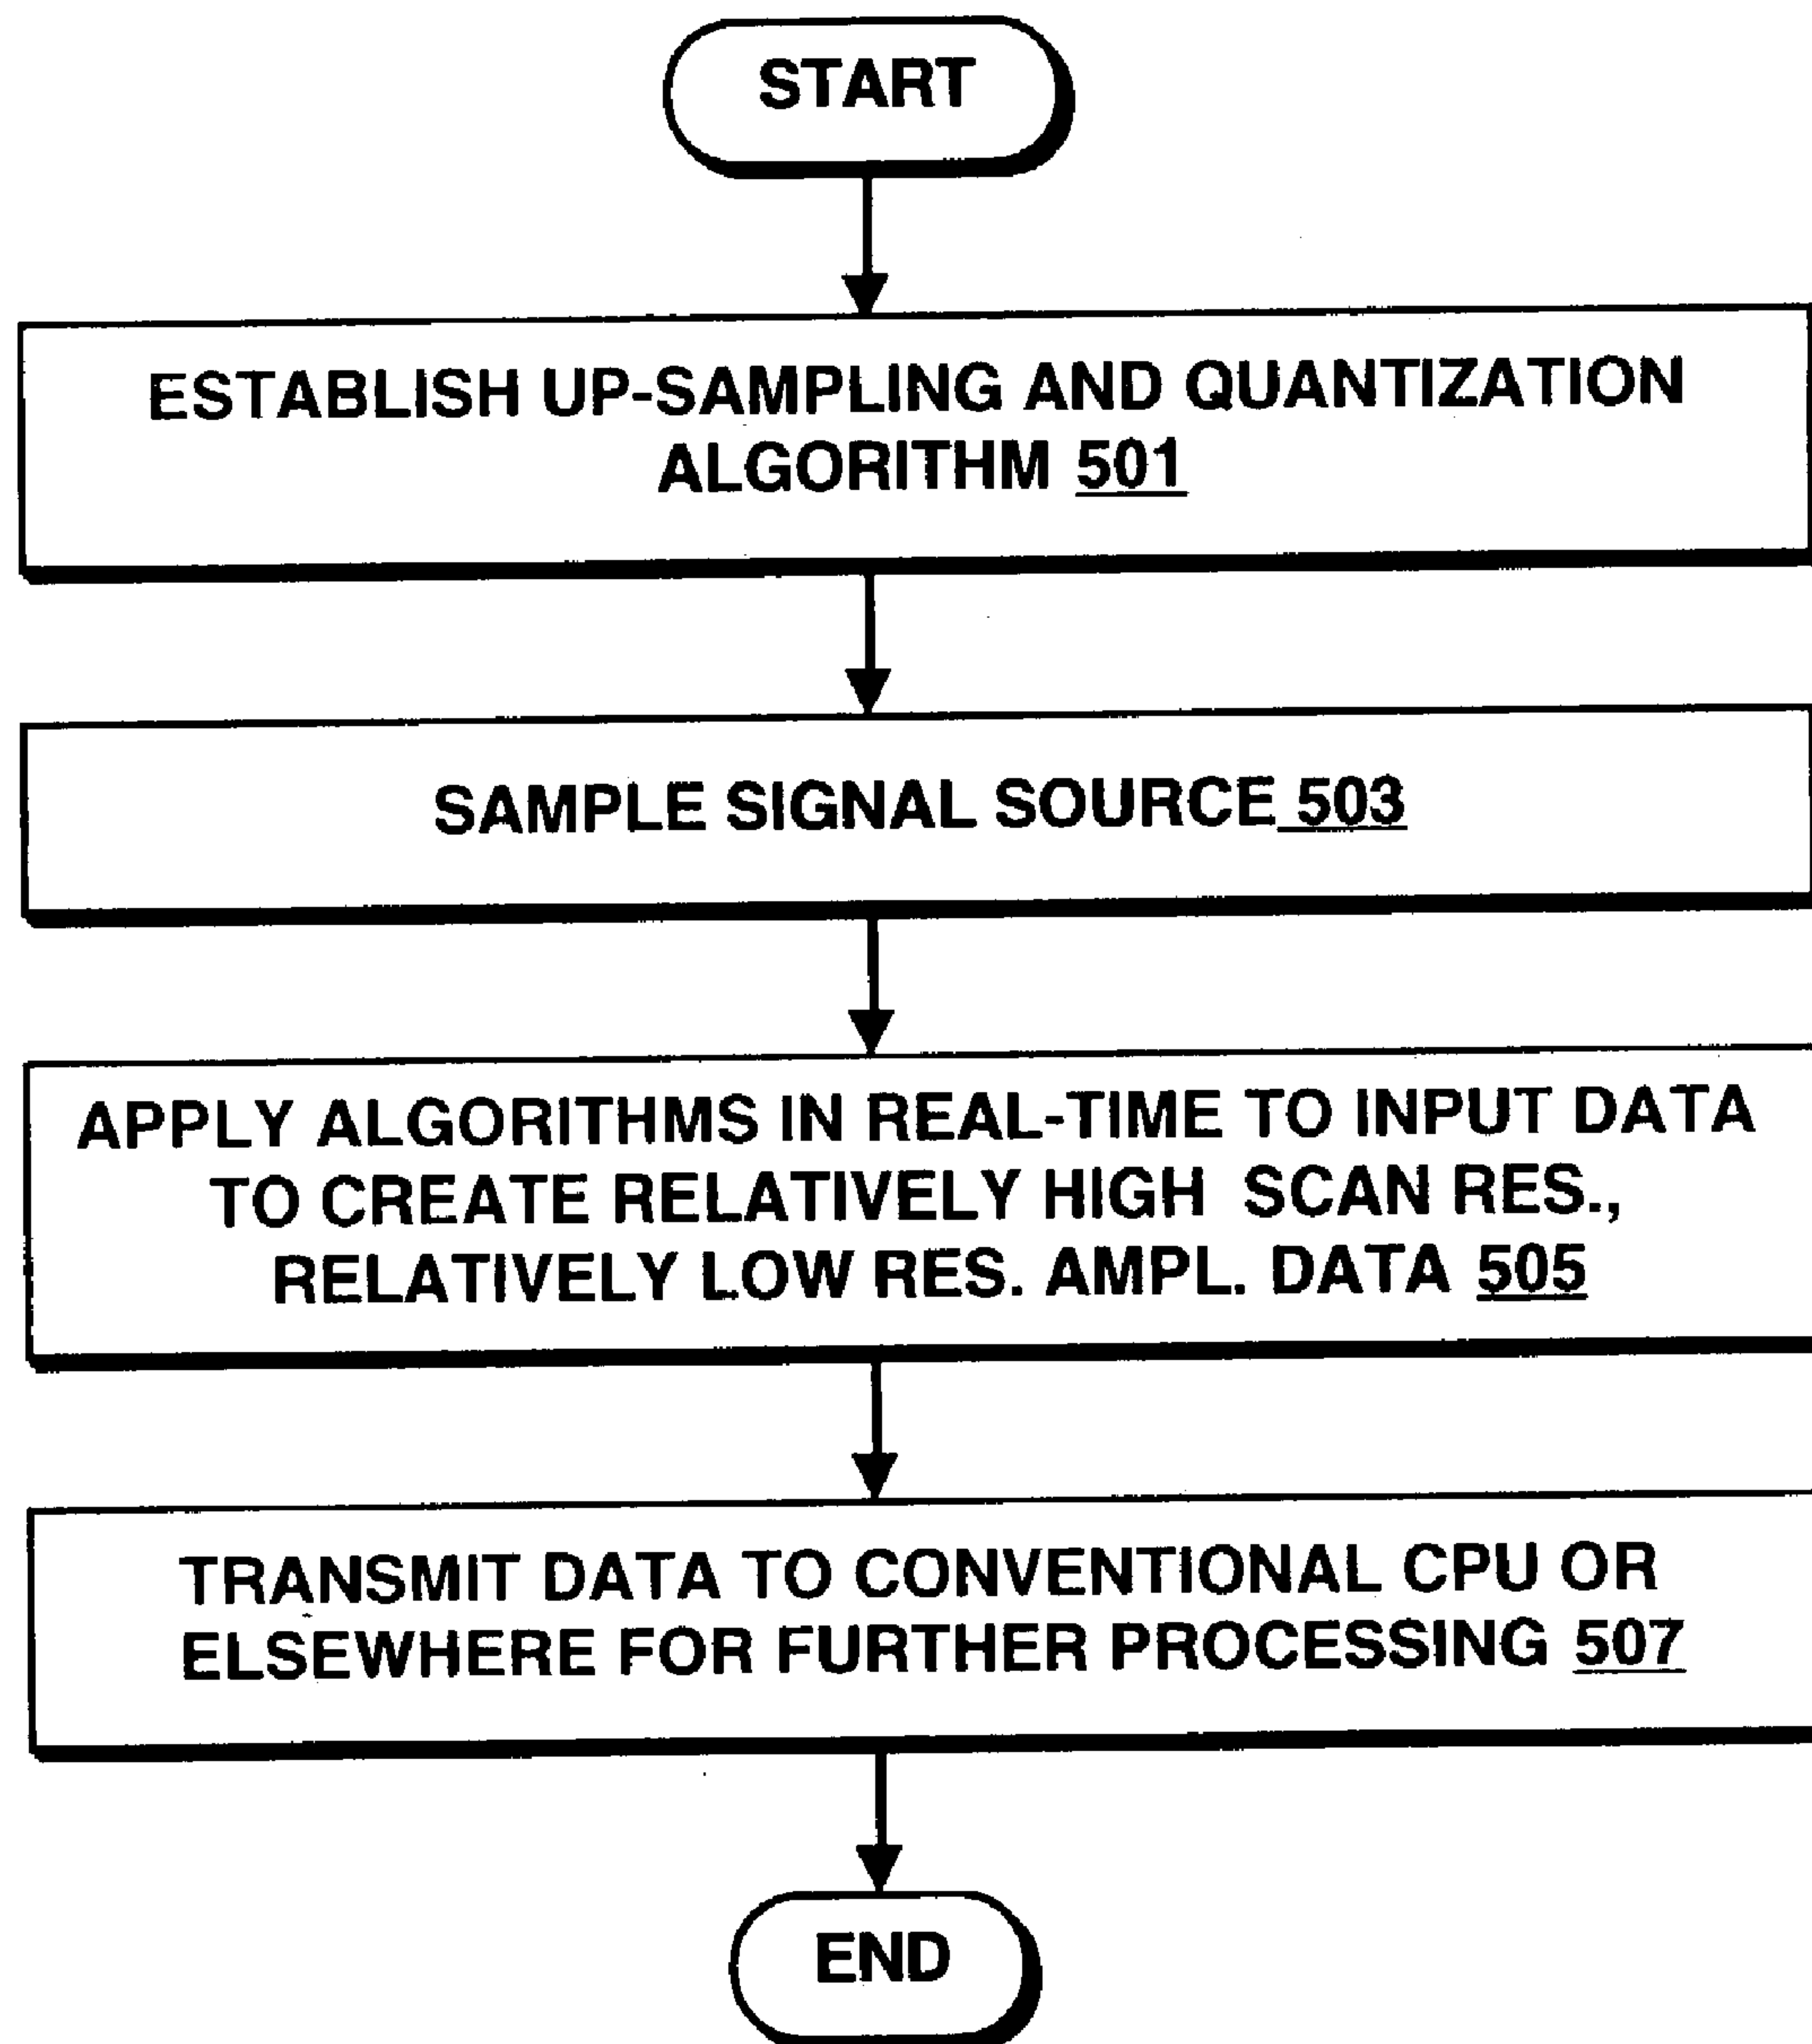 START
ESTABLISH UP-SAMPLING AND QUANTIZATION
ALGORITHM 501
SAMPLE SIGNAL SOURCE 503
APPLY ALGORITHMS IN REAL-TIME TO INPUT DATA
TO CREATE RELATIVELY HIGH SCAN RES.,
RELATIVELY LOW RES. AMPL. DATA 505
TRANSMIT DATA TO CONVENTIONAL CPU OR
ELSEWHERE FOR FURTHER PROCESSING 507
END